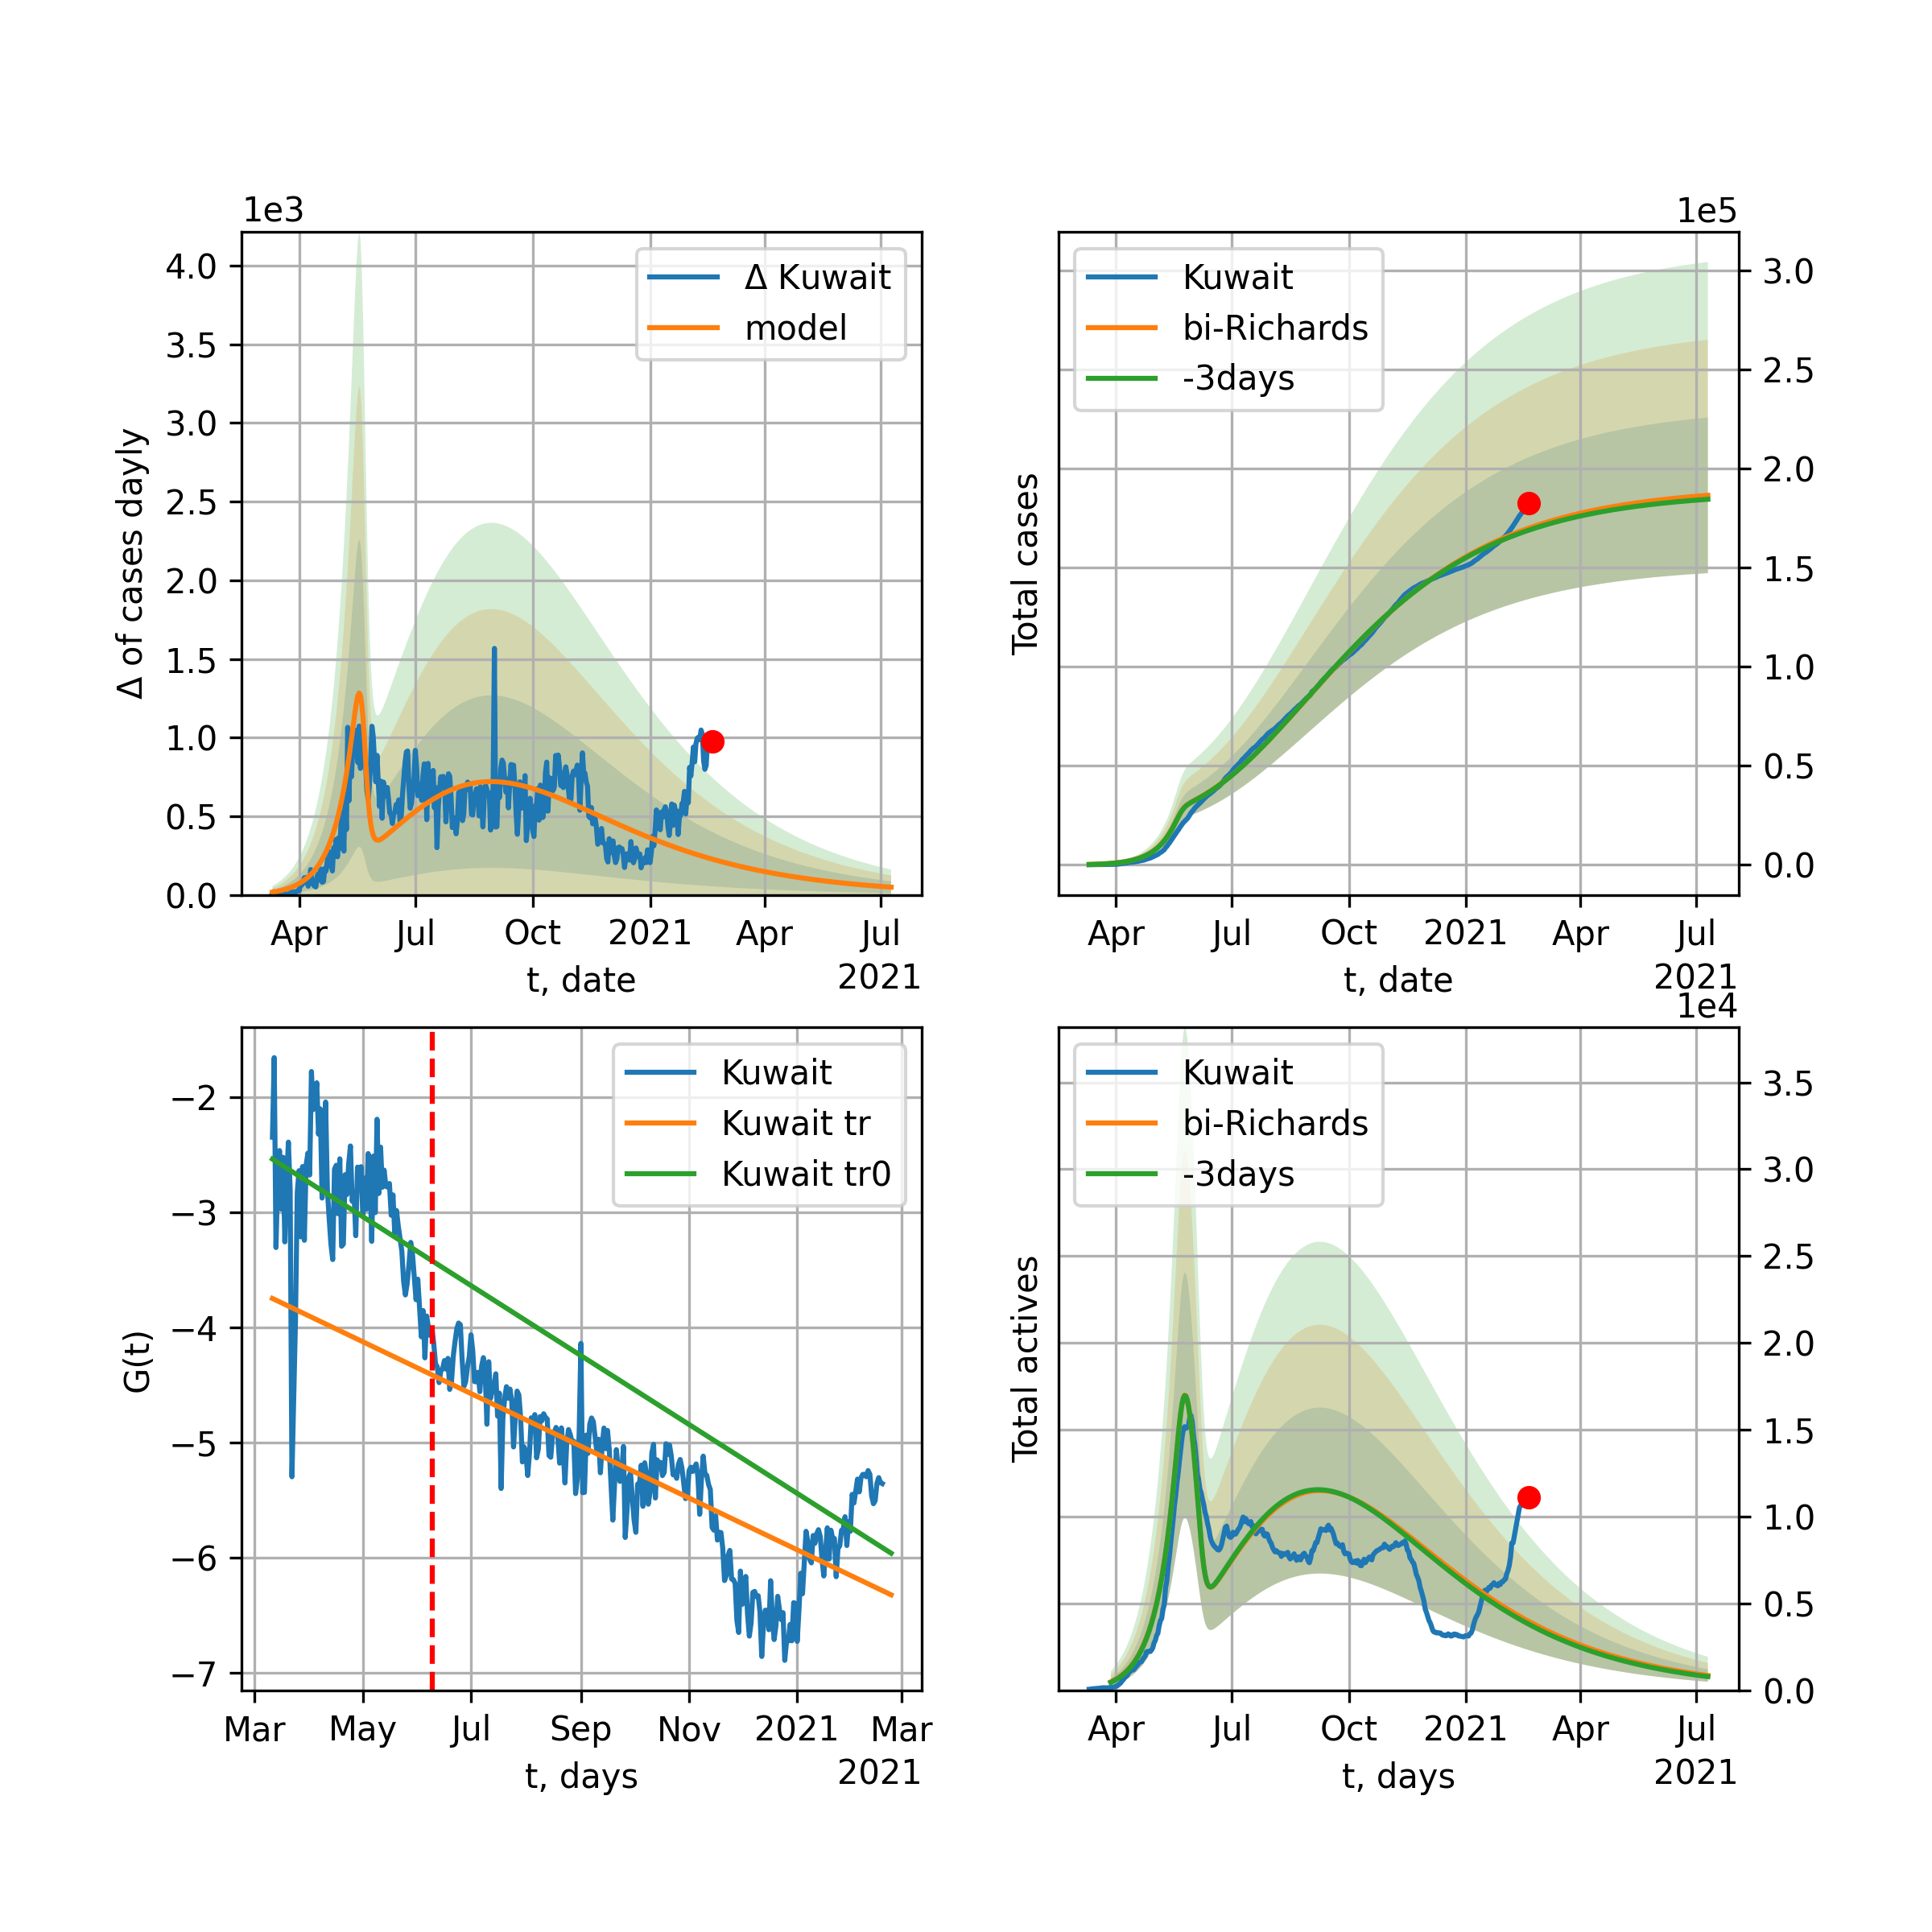 1e3
4.0
3.5
3.0
2.5
2.0
1.5
1.0
0.5
0.0
Δ of cases dayly
Δ Kuwait
model
Apr Jul Oct 2021 Apr Jul
t, date
2021
1e5
Kuwait
bi-Richards
-3days
Total cases
3.0
2.5
2.0
1.5
1.0
0.5
0.0
Apr Jul Oct 2021 Apr Jul
t, date
2021
−2
−3
−4
−5
−6
−7
G(t)
Kuwait
Kuwait tr
Kuwait tr0
Mar May Jul Sep Nov 2021 Mar
t, days
2021
1e4
Kuwait
bi-Richards
-3days
Total actives
3.5
3.0
2.5
2.0
1.5
1.0
0.5
0.0
Apr Jul Oct 2021 Apr Jul
t, days
2021